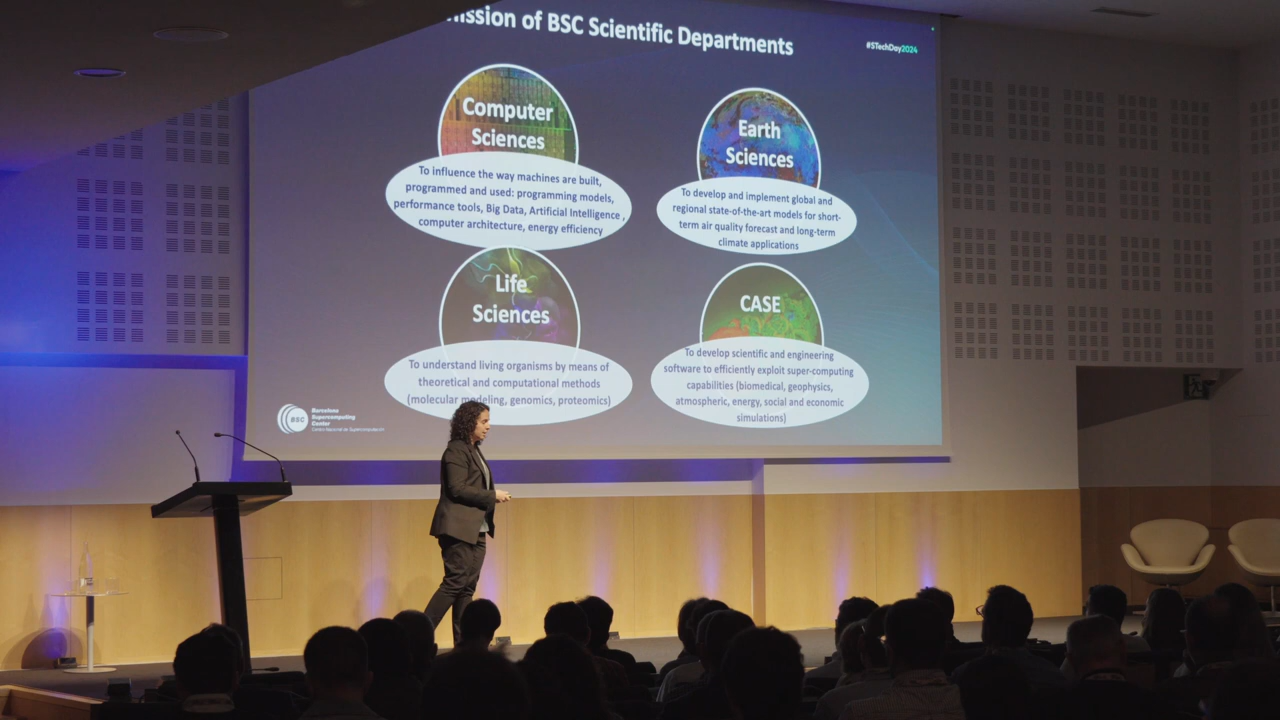 of BSC Scientific Departments
#STechDay2024
Computer
Sciences
To influence the way machines are built,
programmed and used: programming models,
performance tools, Big Data, Artificial Intelligence ,
computer architecture, energy efficiency
Earth
Sciences
To develop and implement global and
regional state-of-the-art models for short-
term air quality forecast and long-term
climate applications
Life
Sciences
To understand living organisms by means of
theoretical and computational methods
(molecular modeling, genomics, proteomics)
CASE
To develop scientific and engineering
software to efficiently exploit super-computing
capabilities (biomedical, geophysics,
atmospheric, energy, social and economic
simulations)
BSC
Barcelona
Supercomputing
Center
Centro Nacional de Supercomputación